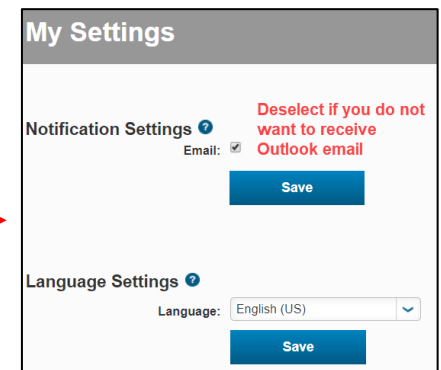 My Settings
Deselect if you do not
Notification Settings ? want to receive
Email: Outlook email
Save
Language Settings ?
Language: English (US)
Save